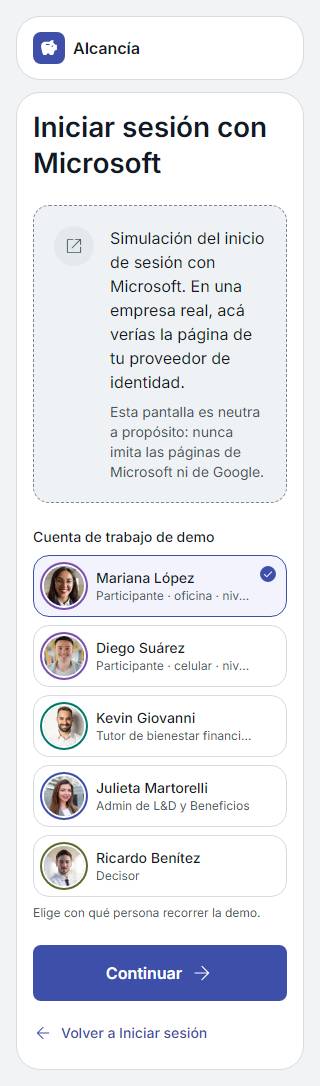 Alcancía
Iniciar sesión con
Microsoft
Simulación del inicio
de sesión con
Microsoft. En una
empresa real, acá
verías la página de
tu proveedor de
identidad.
Esta pantalla es neutra
a propósito: nunca
imita las páginas de
Microsoft ni de Google.
Cuenta de trabajo de demo
Mariana López
Participante · oficina · niv...
Diego Suárez
Participante · celular · niv...
Kevin Giovanni
Tutor de bienestar financi...
Julieta Martorelli
Admin de L&D y Beneficios
Ricardo Benítez
Decisor
Elige con qué persona recorrer la demo.
Continuar
Volver a Iniciar sesión